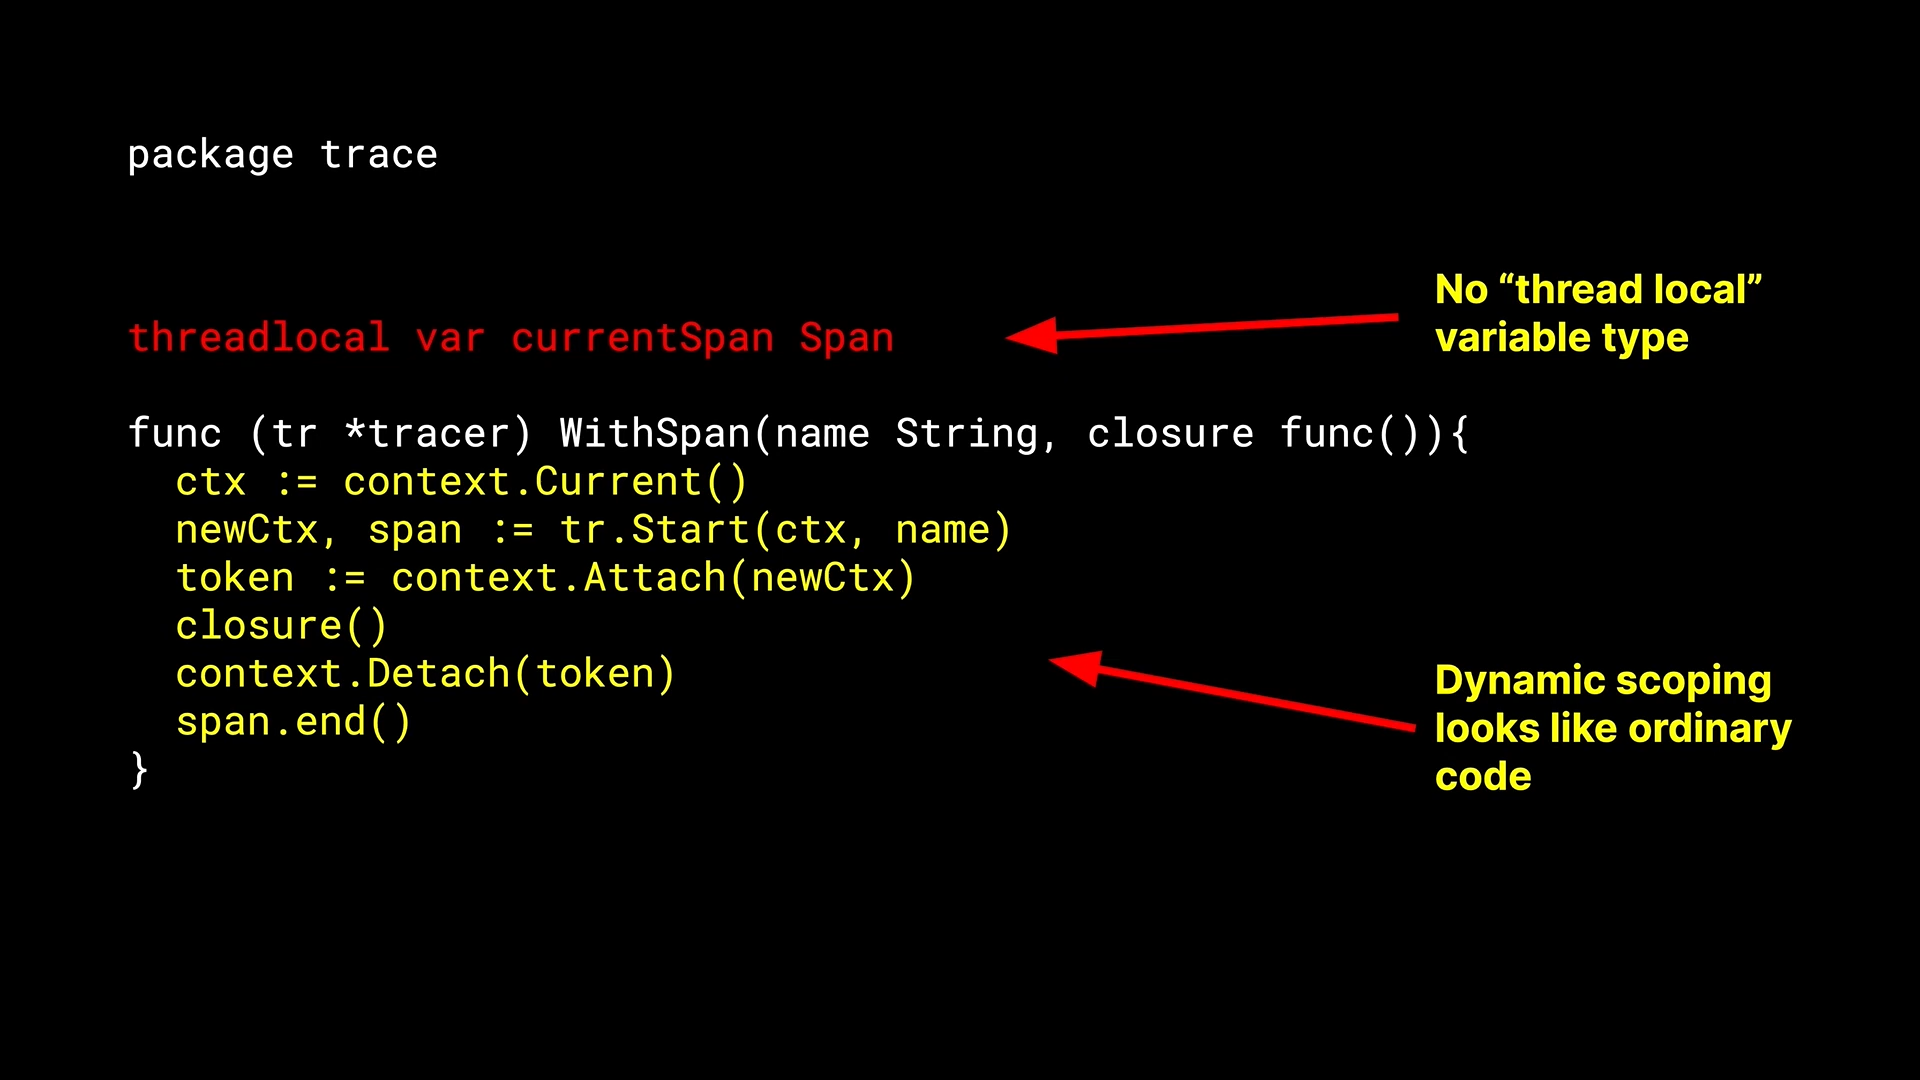 package trace
threadlocal var currentSpan Span
No “thread local”
variable type
func (tr *tracer) WithSpan(name String, closure func()){
ctx := context.Current()
newCtx, span := tr.Start(ctx, name)
token := context.Attach(newCtx)
closure()
context.Detach(token)
span.end()
}
Dynamic scoping
looks like ordinary
code